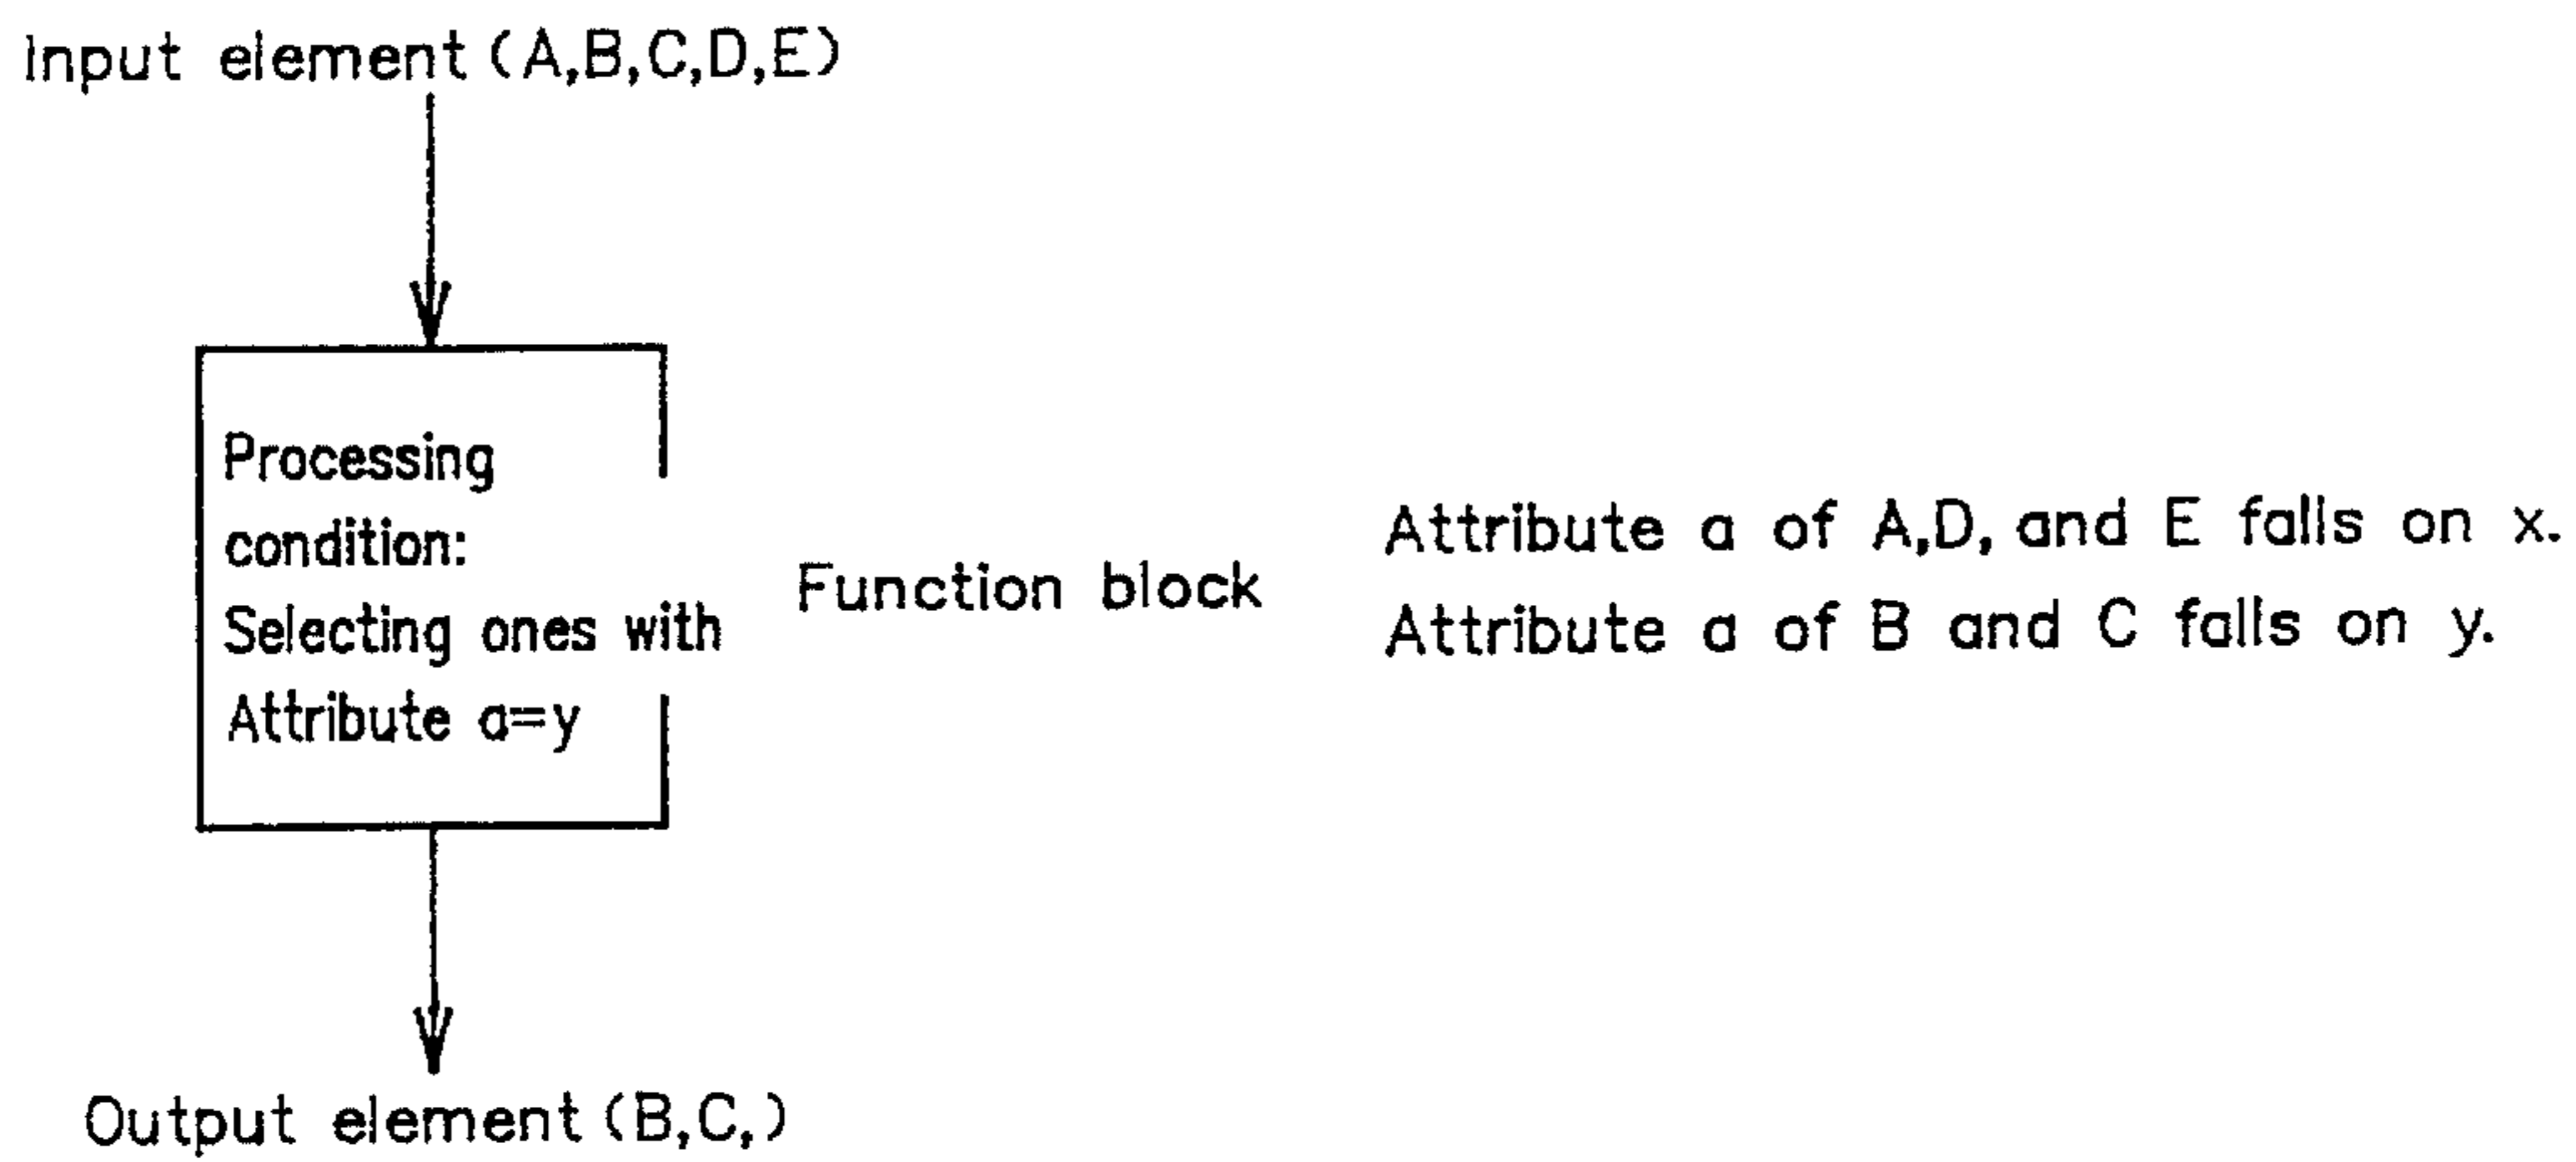 Input element (A,B,C,D,E)
Processing
condition:
Selecting ones with
Attribute a=y
Function block
Attribute a of A,D, and E falls on x.
Attribute a of B and C falls on y.
Output element (B,C,)